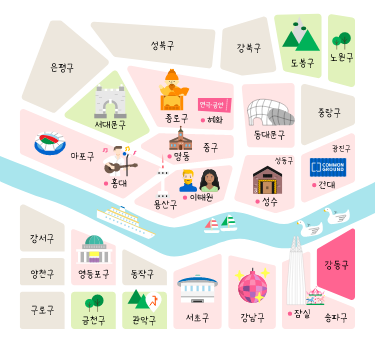 성북구
강북구
도봉구
노원구
은평구
연극·공연
종로구
혜화
서대문구
동대문구
중랑구
마포구
명동
중구
성동구
광진구
COMMON
GROUND
홍대
이태원
용산구
성수
건대
강서구
양천구
영등포구
동작구
강동구
구로구
금천구
관악구
서초구
강남구
잠실
송파구